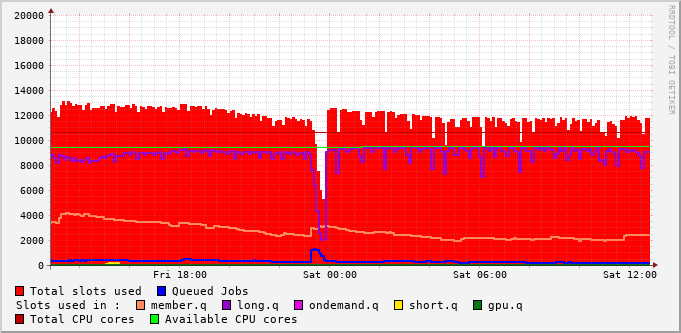 20000
18000
16000
14000
12000
10000
8000
6000
4000
2000
0
Fri 18:00 Sat 00:00 Sat 06:00 Sat 12:00
RRDTOOL / TOBI OETIKER
Total slots used Queued Jobs
Slots used in : member.q long.q ondemand.q short.q gpu.q
Total CPU cores Available CPU cores